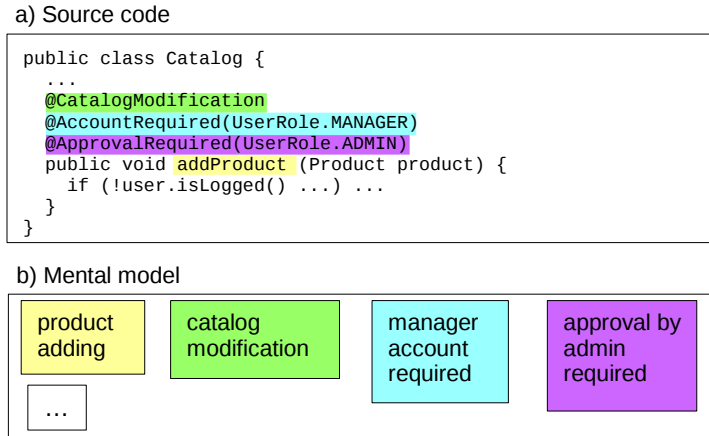 a) Source code
public class Catalog {
...
@CatalogModification
@AccountRequired(UserRole.MANAGER)
@ApprovalRequired(UserRole.ADMIN)
public void addProduct (Product product) {
if (!user.isLogged() ...) ...
}
}
b) Mental model
product
adding
catalog
modification
manager
account
required
approval by
admin
required
...